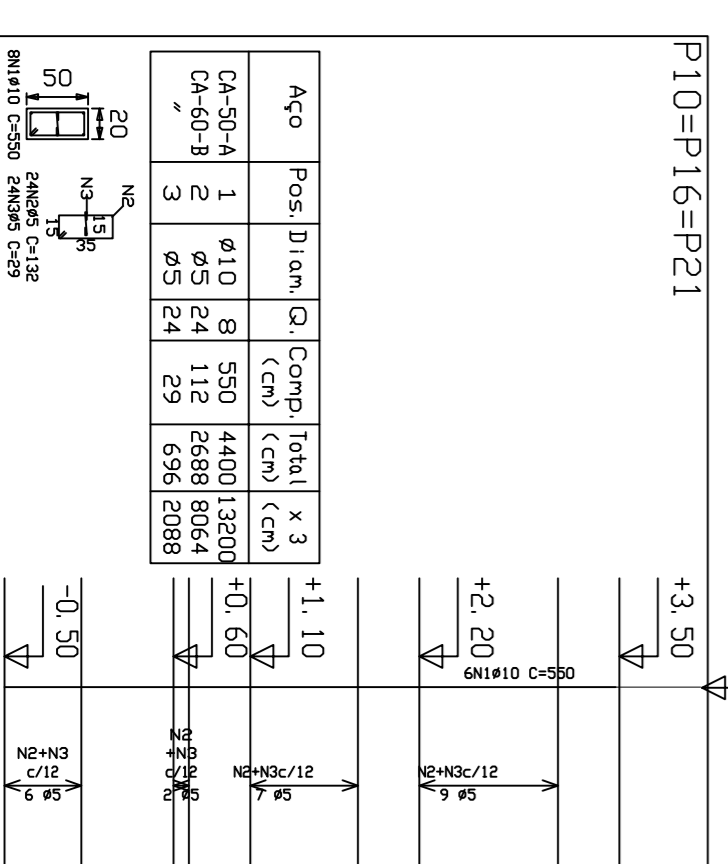 P10=P16=P21
Aço Pos. Diam. Q. Comp. (cm) Total (cm) x 3 (cm)
CA-50-A 1 ø10 8 550 4400 13200
CA-60-B 2 ø5 24 112 2688 8064
" 3 ø5 24 29 696 2088
50
20
8N1ø10 C=550
N2
N3
15
35
15
24N2ø5 C=132
24N3ø5 C=29
+3,50
+2,20
+1,10
+0,60
-0,50
6N1ø10 C=550
N2+N3c/12
9 ø5
N2+N3c/12
7 ø5
N2
+N3
c/12
2 ø5
N2+N3
c/12
6 ø5